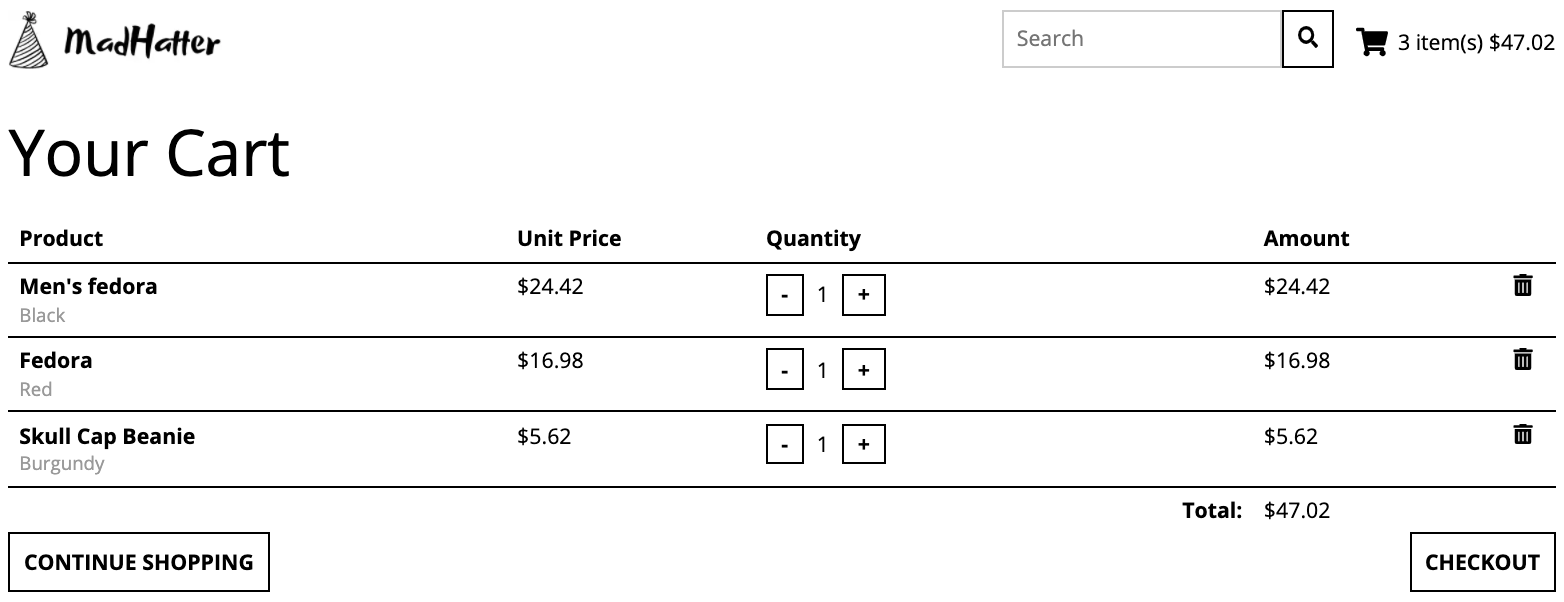 MadHatter
Search
3 item(s) $47.02
Your Cart
Product Unit Price Quantity Amount
Men's fedora $24.42 - 1 + $24.42
Black
Fedora $16.98 - 1 + $16.98
Red
Skull Cap Beanie $5.62 - 1 + $5.62
Burgundy
Total: $47.02
CONTINUE SHOPPING CHECKOUT